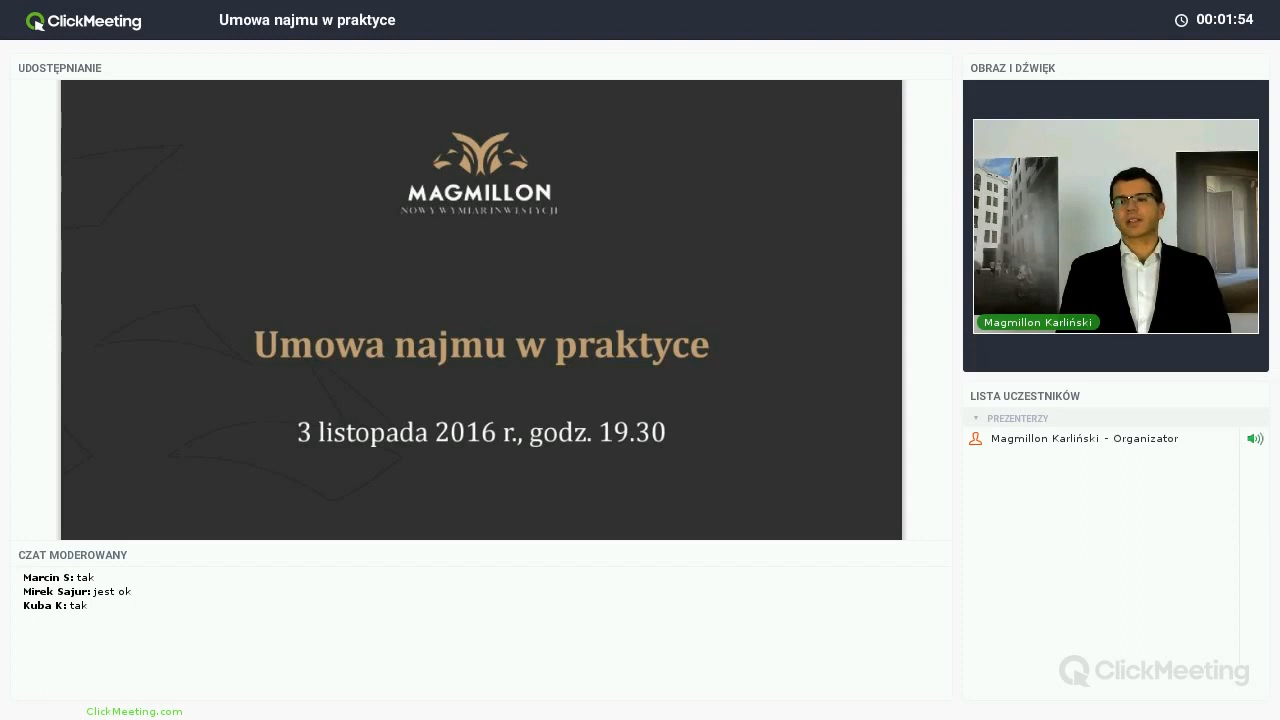 ClickMeeting
Umowa najmu w praktyce
00:01:54
UDOSTĘPNIANIE
MAGMILLON
NOWY WYMIAR INWESTYCJI
Umowa najmu w praktyce
3 listopada 2016 r., godz. 19.30
CZAT MODEROWANY
Marcin S: tak
Mirek Sajur: jest ok
Kuba K: tak
ClickMeeting.com
OBRAZ I DŹWIĘK
Magmillon Karliński
LISTA UCZESTNIKÓW
PREZENTERZY
Magmillon Karliński - Organizator
ClickMeeting